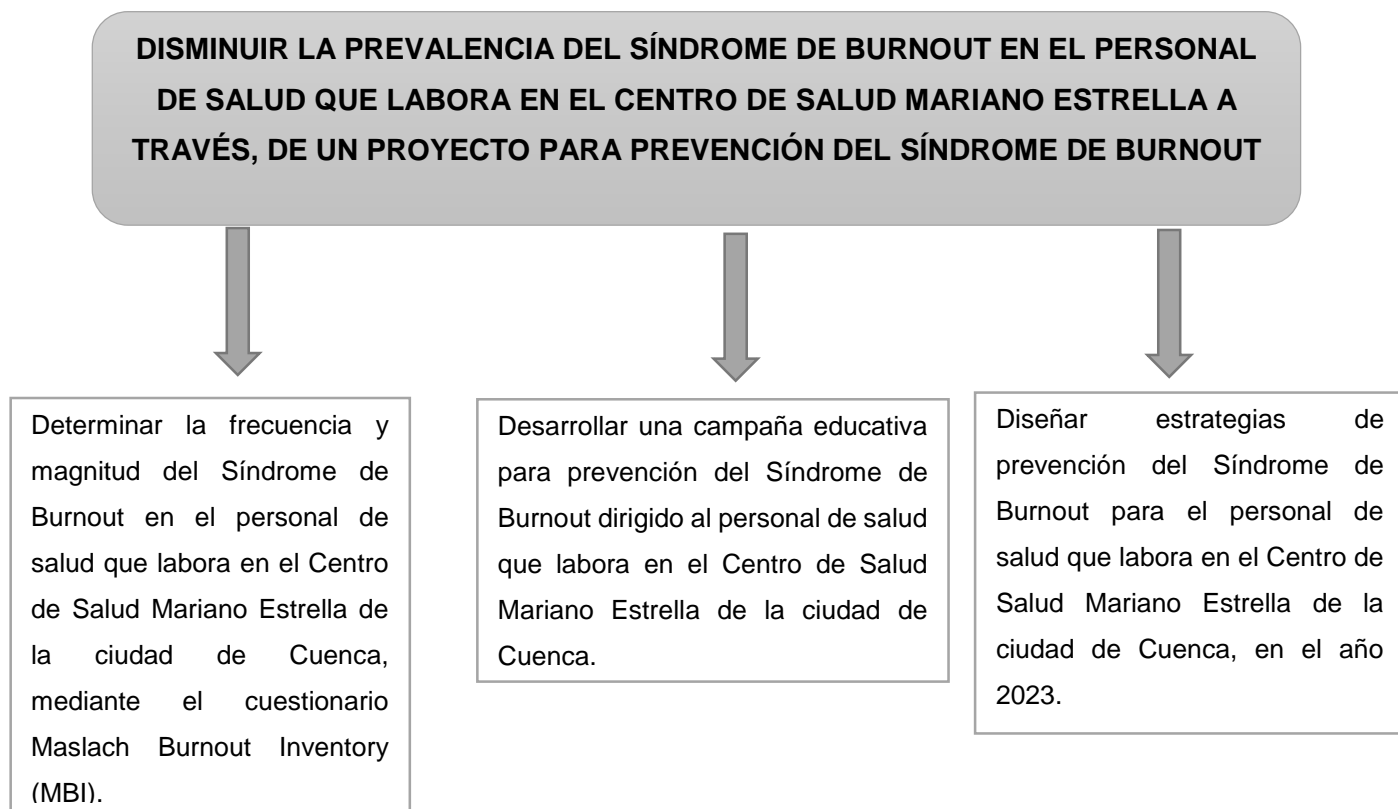 DISMINUIR LA PREVALENCIA DEL SÍNDROME DE BURNOUT EN EL PERSONAL
DE SALUD QUE LABORA EN EL CENTRO DE SALUD MARIANO ESTRELLA A
TRAVÉS, DE UN PROYECTO PARA PREVENCIÓN DEL SÍNDROME DE BURNOUT
Determinar la frecuencia y
magnitud del Síndrome de
Burnout en el personal de
salud que labora en el Centro
de Salud Mariano Estrella de
la ciudad de Cuenca,
mediante el cuestionario
Maslach Burnout Inventory
(MBI).
Desarrollar una campaña educativa
para prevención del Síndrome de
Burnout dirigido al personal de salud
que labora en el Centro de Salud
Mariano Estrella de la ciudad de
Cuenca.
Diseñar estrategias de
prevención del Síndrome de
Burnout para el personal de
salud que labora en el Centro de
Salud Mariano Estrella de la
ciudad de Cuenca, en el año
2023.